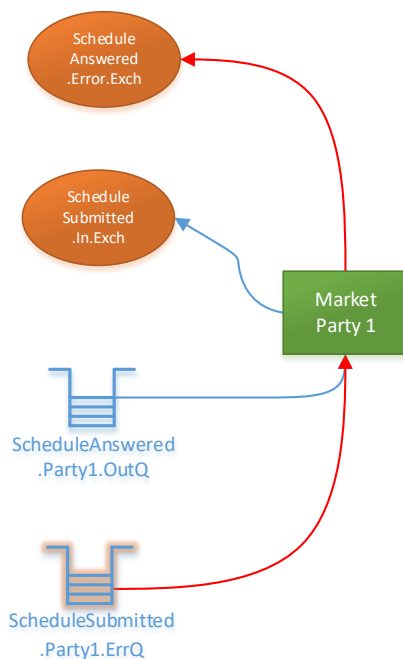 Schedule
Answered
.Error.Exch
Schedule
Submitted
.In.Exch
Market
Party 1
ScheduleAnswered
.Party1.OutQ
ScheduleSubmitted
.Party1.ErrQ